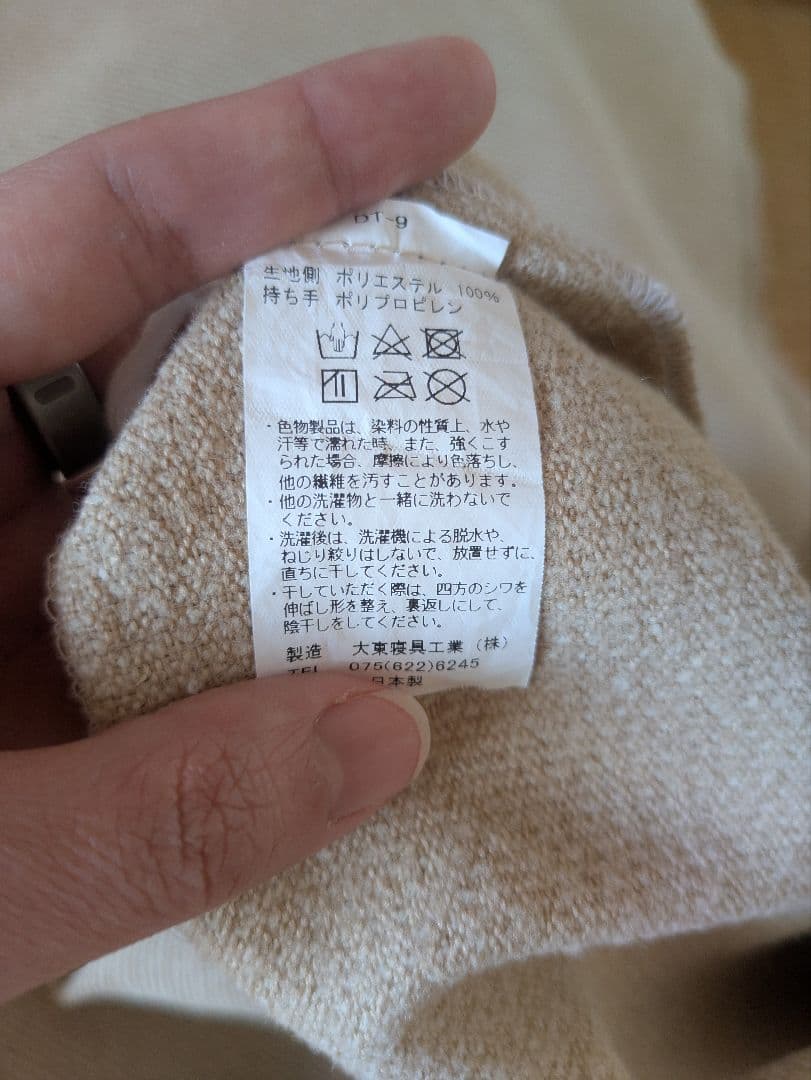 DT-9
生地側 ポリエステル 100%
持ち手 ポリプロピレン
・色物製品は、染料の性質上、水や
汗等で濡れた時、また、強くこす
られた場合、摩擦により色落ちし、
他の繊維を汚すことがあります。
・他の洗濯物と一緒に洗わないで
ください。
・洗濯後は、洗濯機による脱水や、
ねじり絞りはしないで、放置せずに、
直ちに干してください。
・干していただく際は、四方のシワを
伸ばし形を整え、裏返しにして、
陰干しをしてください。
製造 大東寝具工業（株）
TEL 075(622)6245
日本製